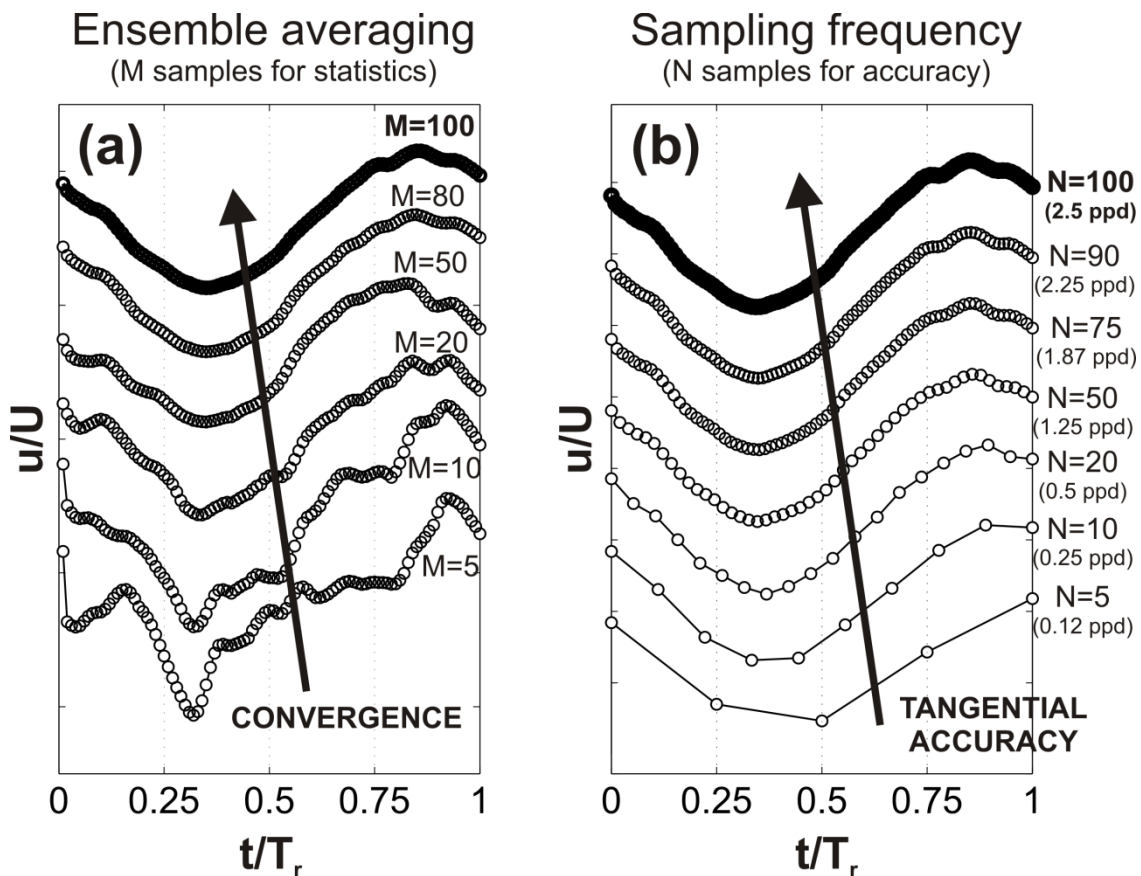 Ensemble averaging
(M samples for statistics)
(a)
M=100
M=80
M=50
M=20
M=10
M=5
CONVERGENCE
u/U
0 0.25 0.5 0.75 1
t/Tr
Sampling frequency
(N samples for accuracy)
(b)
N=100
(2.5 ppd)
N=90
(2.25 ppd)
N=75
(1.87 ppd)
N=50
(1.25 ppd)
N=20
(0.5 ppd)
N=10
(0.25 ppd)
N=5
(0.12 ppd)
TANGENTIAL
ACCURACY
u/U
0 0.25 0.5 0.75 1
t/Tr